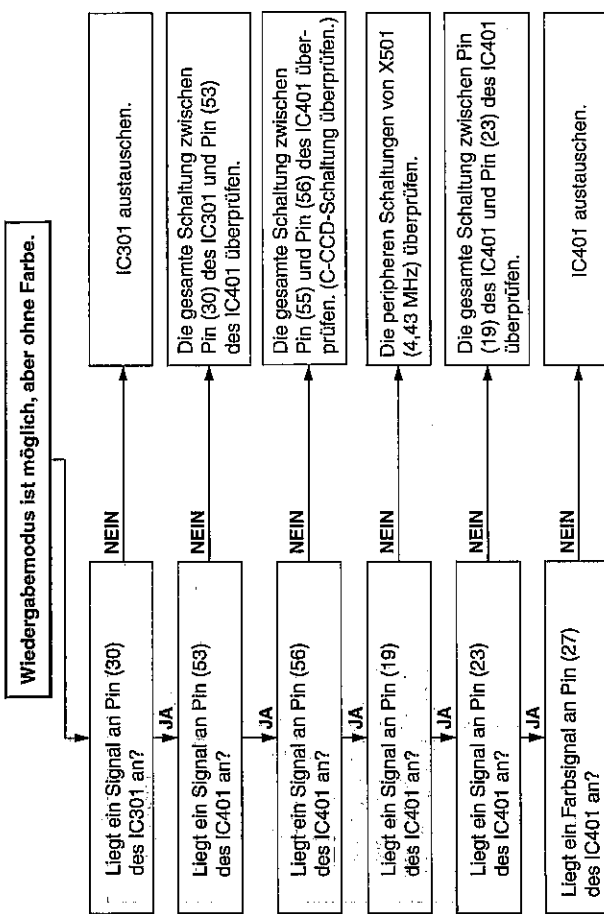 Wiedergabemodus ist möglich, aber ohne Farbe.
Liegt ein Signal an Pin (30)
des IC301 an?
NEIN
IC301 austauschen.
JA
Liegt ein Signal an Pin (53)
des IC401 an?
NEIN
Die gesamte Schaltung zwischen
Pin (30) des IC301 und Pin (53)
des IC401 überprüfen.
JA
Liegt ein Signal an Pin (56)
des IC401 an?
NEIN
Die gesamte Schaltung zwischen
Pin (55) und Pin (56) des IC401 über-
prüfen. (C-CCD-Schaltung überprüfen.)
JA
Liegt ein Signal an Pin (19)
des IC401 an?
NEIN
Die peripheren Schaltungen von X501
(4,43 MHz) überprüfen.
JA
Liegt ein Signal an Pin (23)
des IC401 an?
NEIN
Die gesamte Schaltung zwischen Pin
(19) des IC401 und Pin (23) des IC401
überprüfen.
JA
Liegt ein Farbsignal an Pin (27)
des IC401 an?
NEIN
IC401 austauschen.